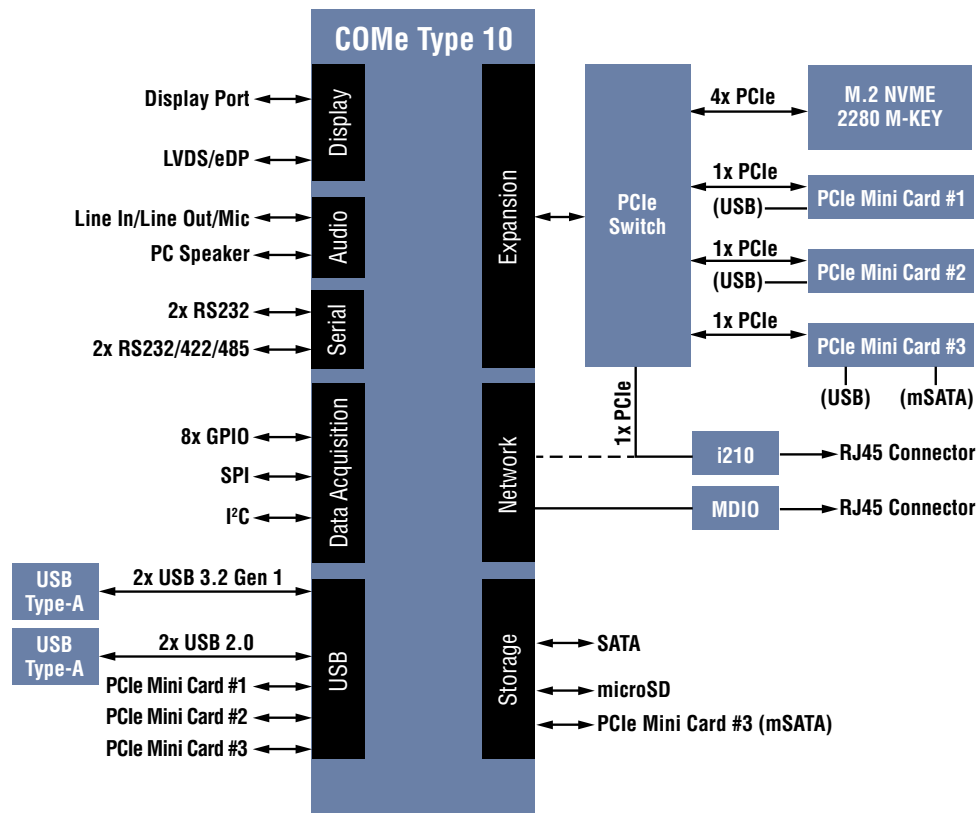 COMe Type 10
Display Port
LVDS/eDP
Display
Line In/Line Out/Mic
PC Speaker
Audio
2x RS232
2x RS232/422/485
Serial
8x GPIO
SPI
I²C
Data Acquisition
USB
Type-A
2x USB 3.2 Gen 1
USB
Type-A
2x USB 2.0
PCIe Mini Card #1
PCIe Mini Card #2
PCIe Mini Card #3
USB
Expansion
PCIe
Switch
4x PCIe
M.2 NVME
2280 M-KEY
1x PCIe
(USB)
PCIe Mini Card #1
1x PCIe
(USB)
PCIe Mini Card #2
1x PCIe
PCIe Mini Card #3
(USB)
(mSATA)
1x PCIe
Network
i210
RJ45 Connector
MDIO
RJ45 Connector
Storage
SATA
microSD
PCIe Mini Card #3 (mSATA)